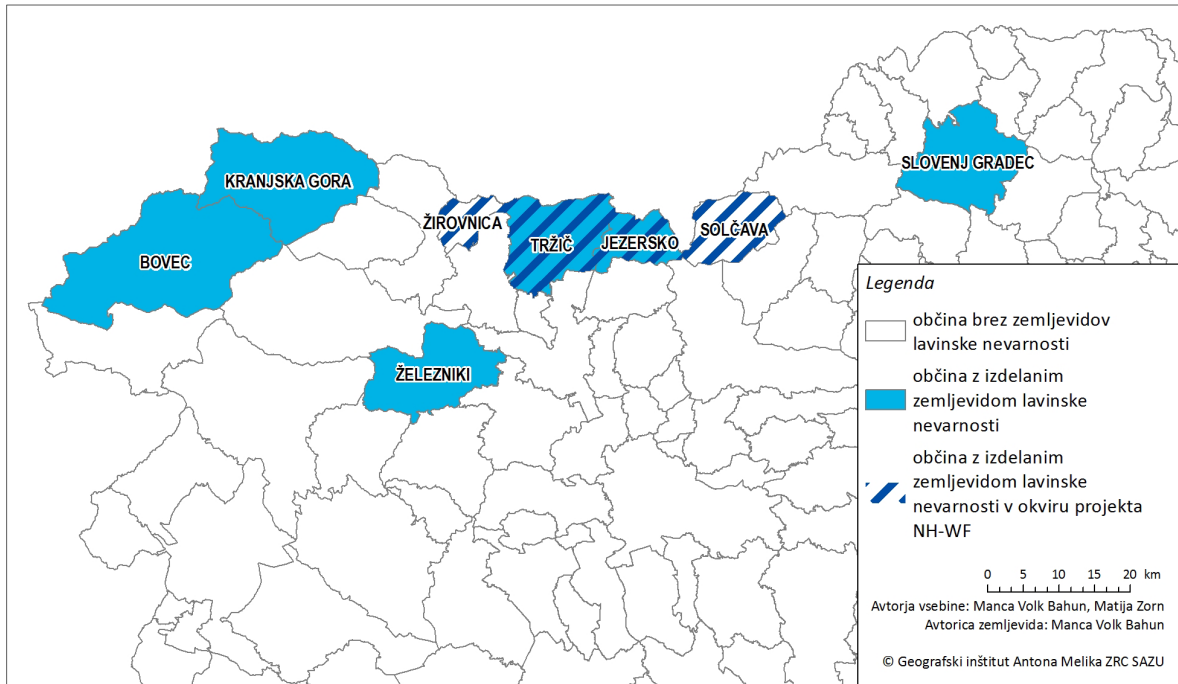 KRANJSKA GORA
BOVEC
ŽIROVNICA
TRŽIČ
JEZERSKO
SOLČAVA
SLOVENJ GRADEC
ŽELEZNIKI
Legenda
občina brez zemljevidov
lavinske nevarnosti
občina z izdelanim
zemljevidom lavinske
nevarnosti
občina z izdelanim
zemljevidom lavinske
nevarnosti v okviru projekta
NH-WF
0 5 10 15 20 km
Avtorja vsebine: Manca Volk Bahun, Matija Zorn
Avtorica zemljevida: Manca Volk Bahun
© Geografski inštitut Antona Melika ZRC SAZU